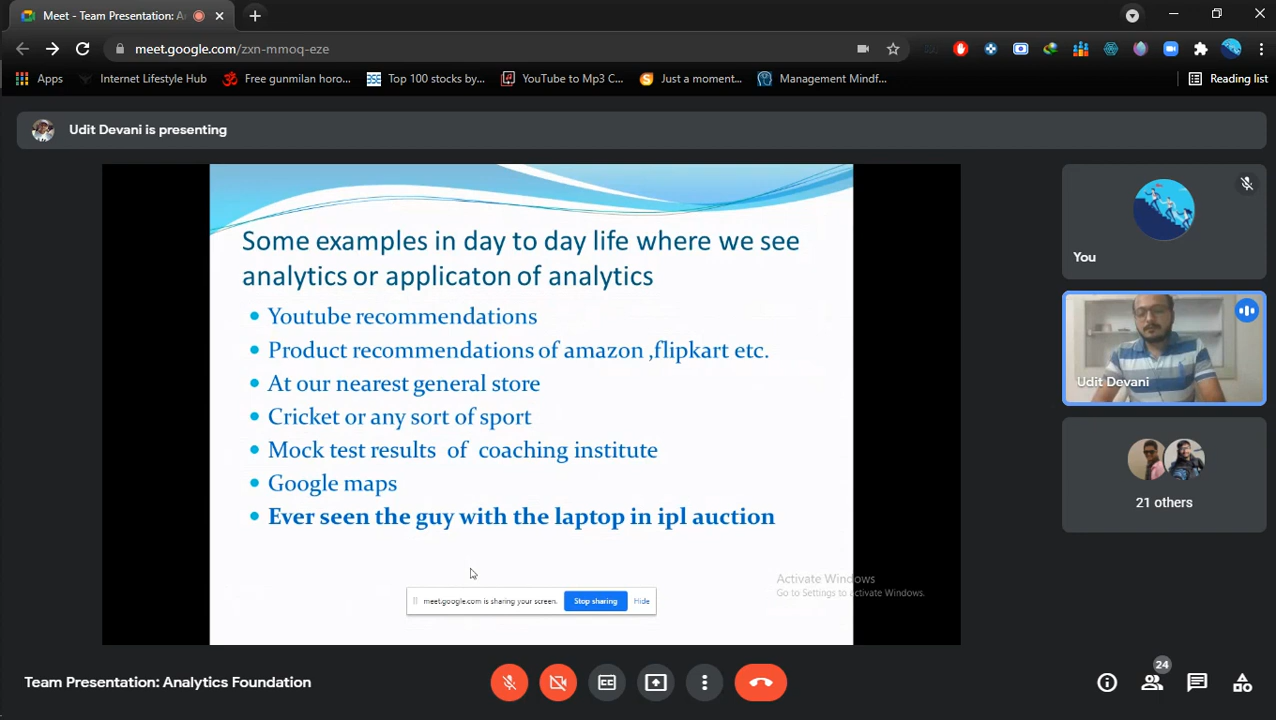 Meet - Team Presentation: A
meet.google.com/zxn-mmoq-eze
Apps
Internet Lifestyle Hub
Free gunmilan horo...
BSE
Top 100 stocks by...
YouTube to Mp3 C...
Just a moment...
Management Mindf...
Reading list
Udit Devani is presenting
Some examples in day to day life where we see
analytics or applicaton of analytics
Youtube recommendations
Product recommendations of amazon ,flipkart etc.
At our nearest general store
Cricket or any sort of sport
Mock test results of coaching institute
Google maps
Ever seen the guy with the laptop in ipl auction
meet.google.com is sharing your screen.
Stop sharing
Hide
Activate Windows
Go to Settings to activate Windows.
You
Udit Devani
21 others
Team Presentation: Analytics Foundation
24